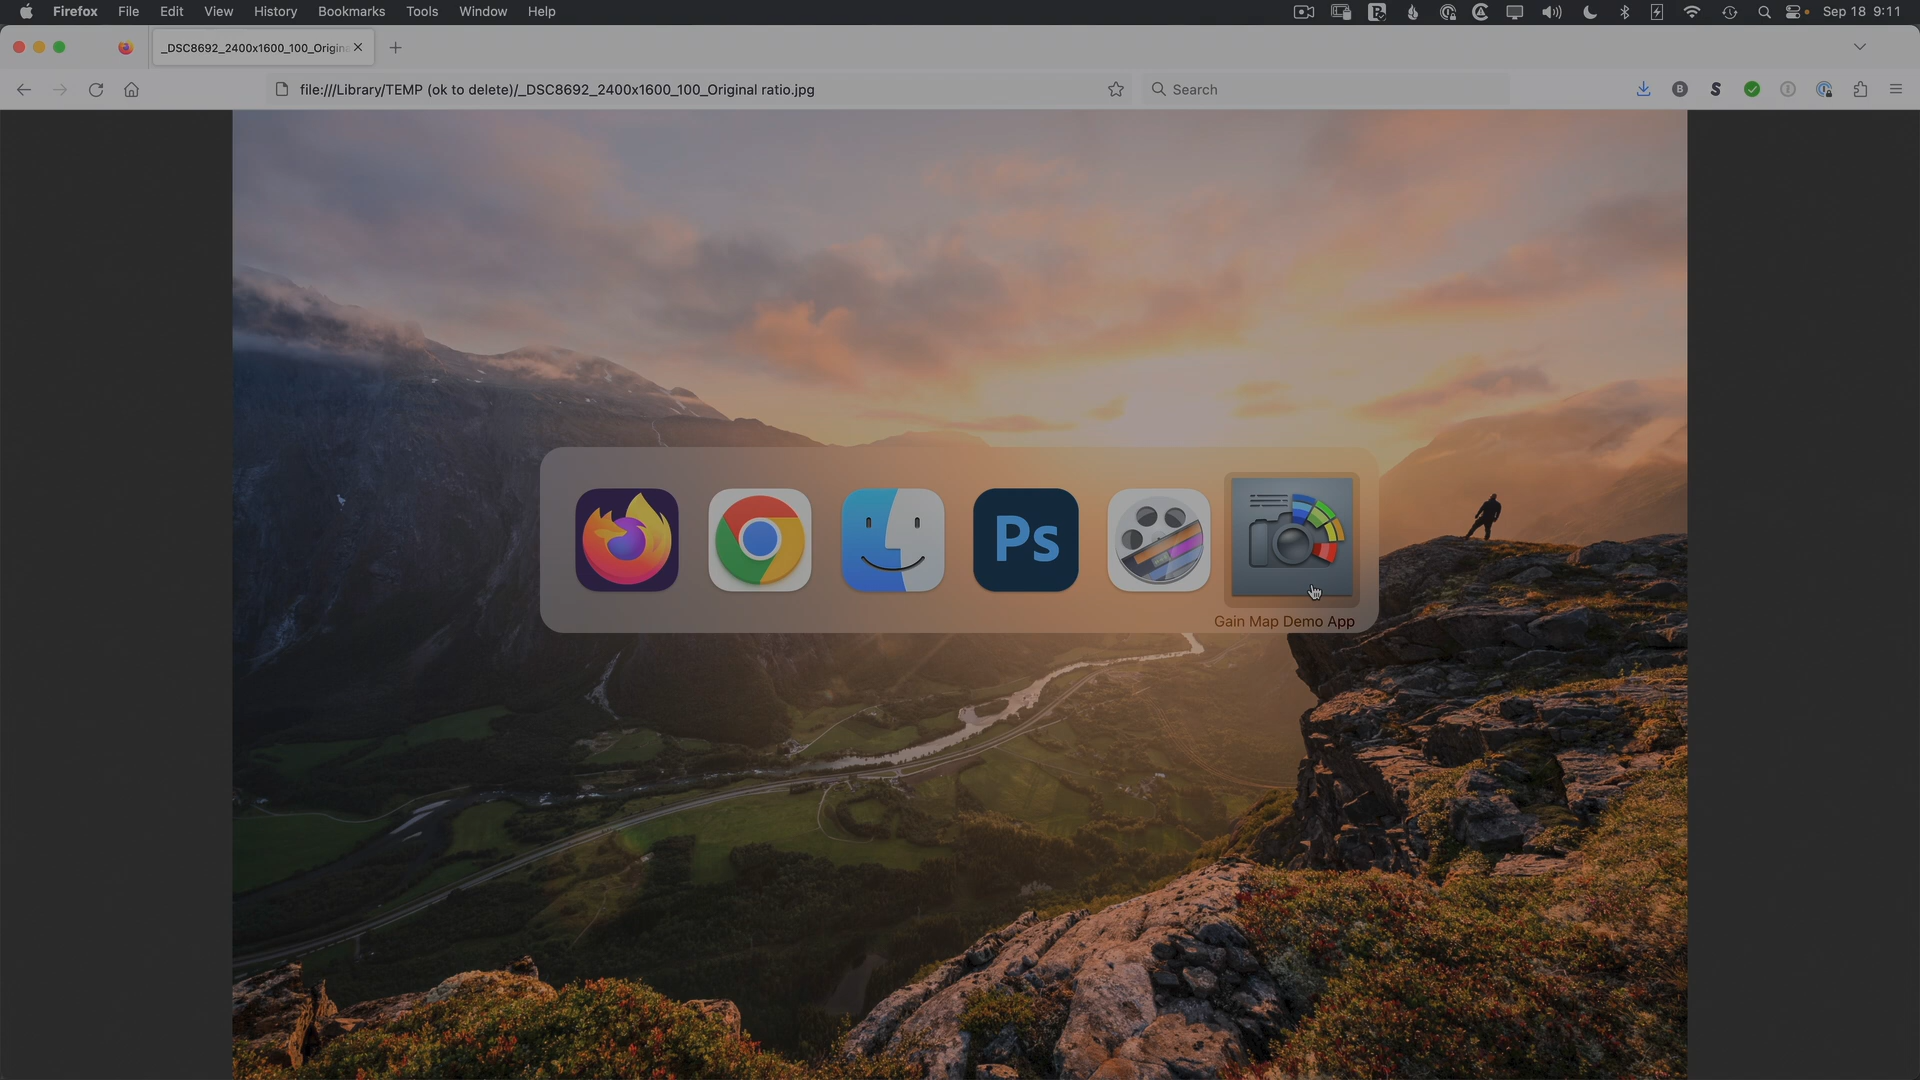 Firefox File Edit View History Bookmarks Tools Window Help
Sep 18 9:11
_DSC8692_2400x1600_100_Origin
file:///Library/TEMP (ok to delete)/_DSC8692_2400x1600_100_Original ratio.jpg
Search
B S
Ps
Gain Map Demo App